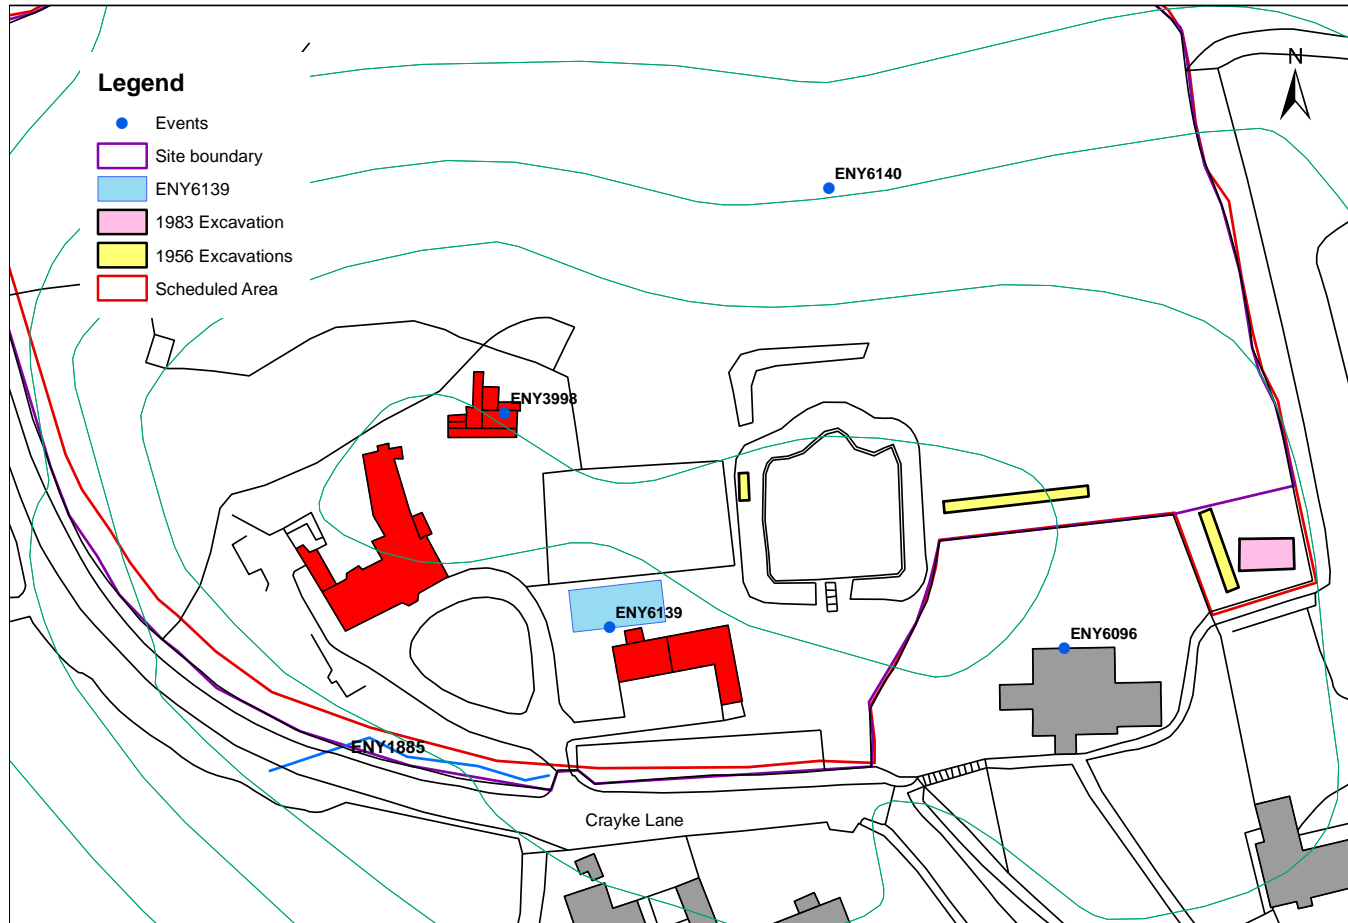 Legend
Events
Site boundary
ENY6139
1983 Excavation
1956 Excavations
Scheduled Area
N
ENY6140
ENY3998
ENY6139
ENY6096
ENY1885
Crayke Lane